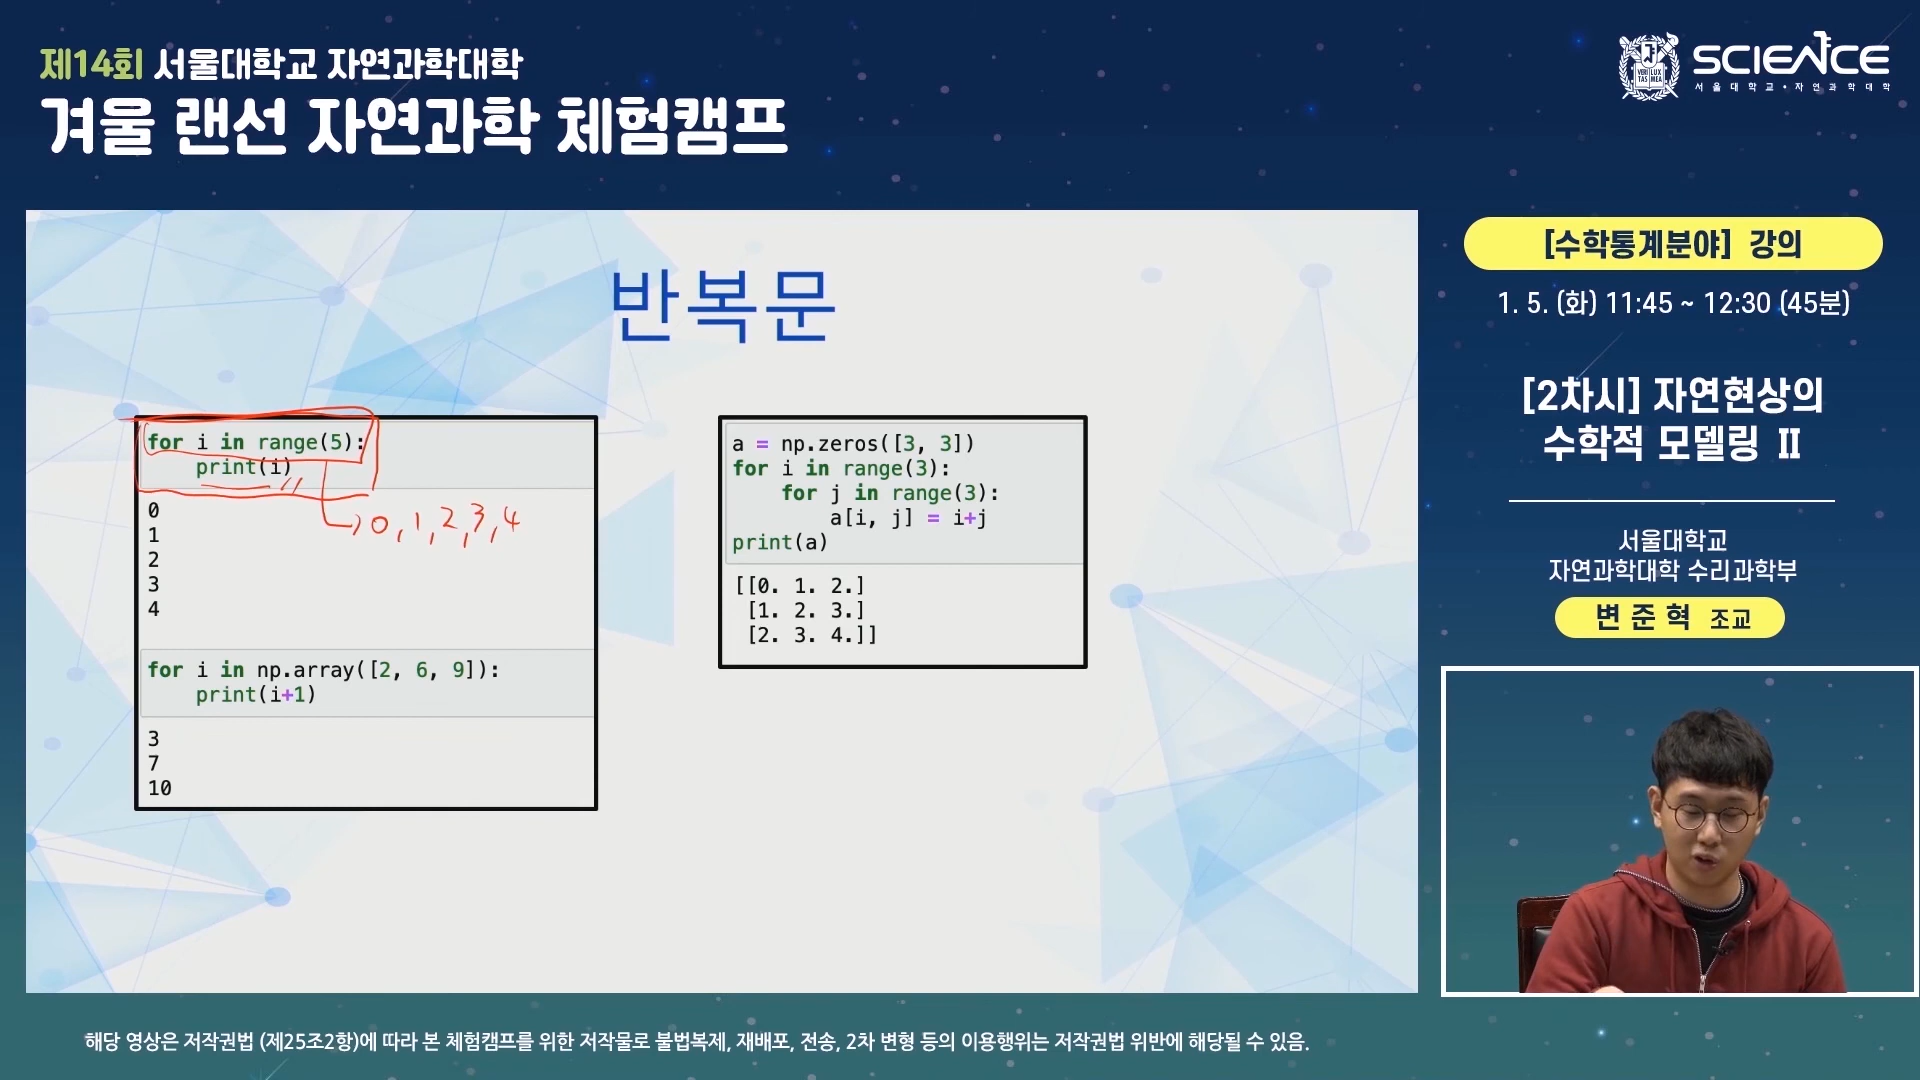 제14회 서울대학교 자연과학대학
겨울 랜선 자연과학 체험캠프
VERI LUX
TAS MEA
SCIENCE
서울대학교•자연과학대학
반복문
for i in range(5):
    print(i)
0
1
2
3
4
0, 1, 2, 3, 4
for i in np.array([2, 6, 9]):
    print(i+1)
3
7
10
a = np.zeros([3, 3])
for i in range(3):
    for j in range(3):
        a[i, j] = i+j
print(a)
[[0. 1. 2.]
 [1. 2. 3.]
 [2. 3. 4.]]
[수학통계분야] 강의
1. 5. (화) 11:45 ~ 12:30 (45분)
[2차시] 자연현상의
수학적 모델링 Ⅱ
서울대학교
자연과학대학 수리과학부
변준혁 조교
해당 영상은 저작권법 (제25조2항)에 따라 본 체험캠프를 위한 저작물로 불법복제, 재배포, 전송, 2차 변형 등의 이용행위는 저작권법 위반에 해당될 수 있음.